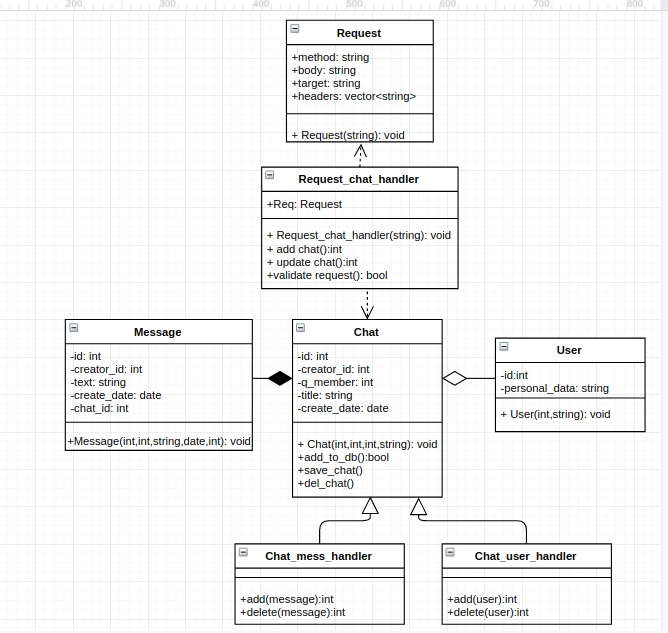 200 300 400 500 600 700 800
Request
+method: string
+body: string
+target: string
+headers: vector<string>
+ Request(string): void
Request_chat_handler
+Req: Request
+ Request_chat_handler(string): void
+ add chat():int
+ update chat():int
+validate request(): bool
Message
-id: int
-creator_id: int
-text: string
-create_date: date
-chat_id: int
+Message(int,int,string,date,int): void
Chat
-id: int
-creator_id: int
-q_member: int
-title: string
-create_date: date
+ Chat(int,int,int,string): void
+add_to_db():bool
+save_chat()
+del_chat()
User
-id:int
-personal_data: string
+ User(int,string): void
Chat_mess_handler
+add(message):int
+delete(message):int
Chat_user_handler
+add(user):int
+delete(user):int